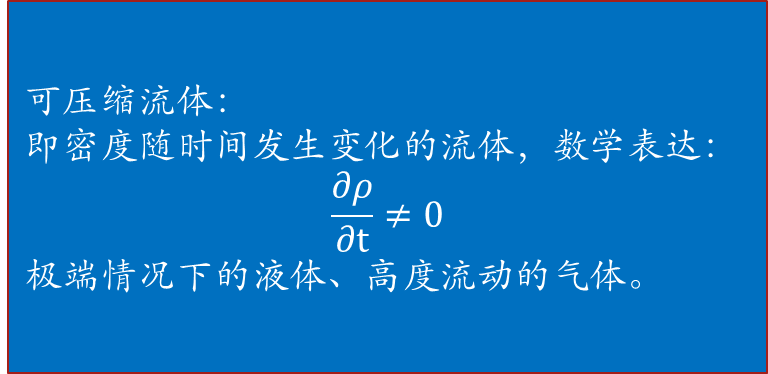 可压缩流体：
即密度随时间发生变化的流体，数学表达：
∂ρ/∂t ≠ 0
极端情况下的液体、高度流动的气体。